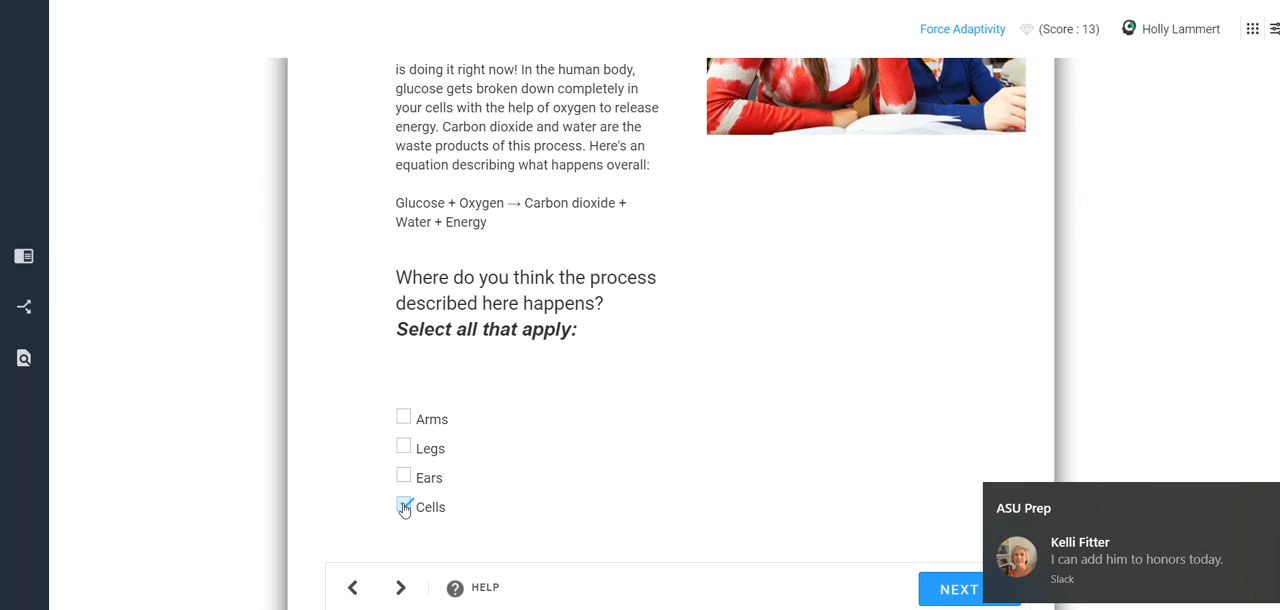 Force Adaptivity (Score : 13) Holly Lammert
is doing it right now! In the human body,
glucose gets broken down completely in
your cells with the help of oxygen to release
energy. Carbon dioxide and water are the
waste products of this process. Here's an
equation describing what happens overall:
Glucose + Oxygen → Carbon dioxide +
Water + Energy
Where do you think the process
described here happens?
Select all that apply:
Arms
Legs
Ears
Cells
HELP
NEXT
ASU Prep
Kelli Fitter
I can add him to honors today.
Slack